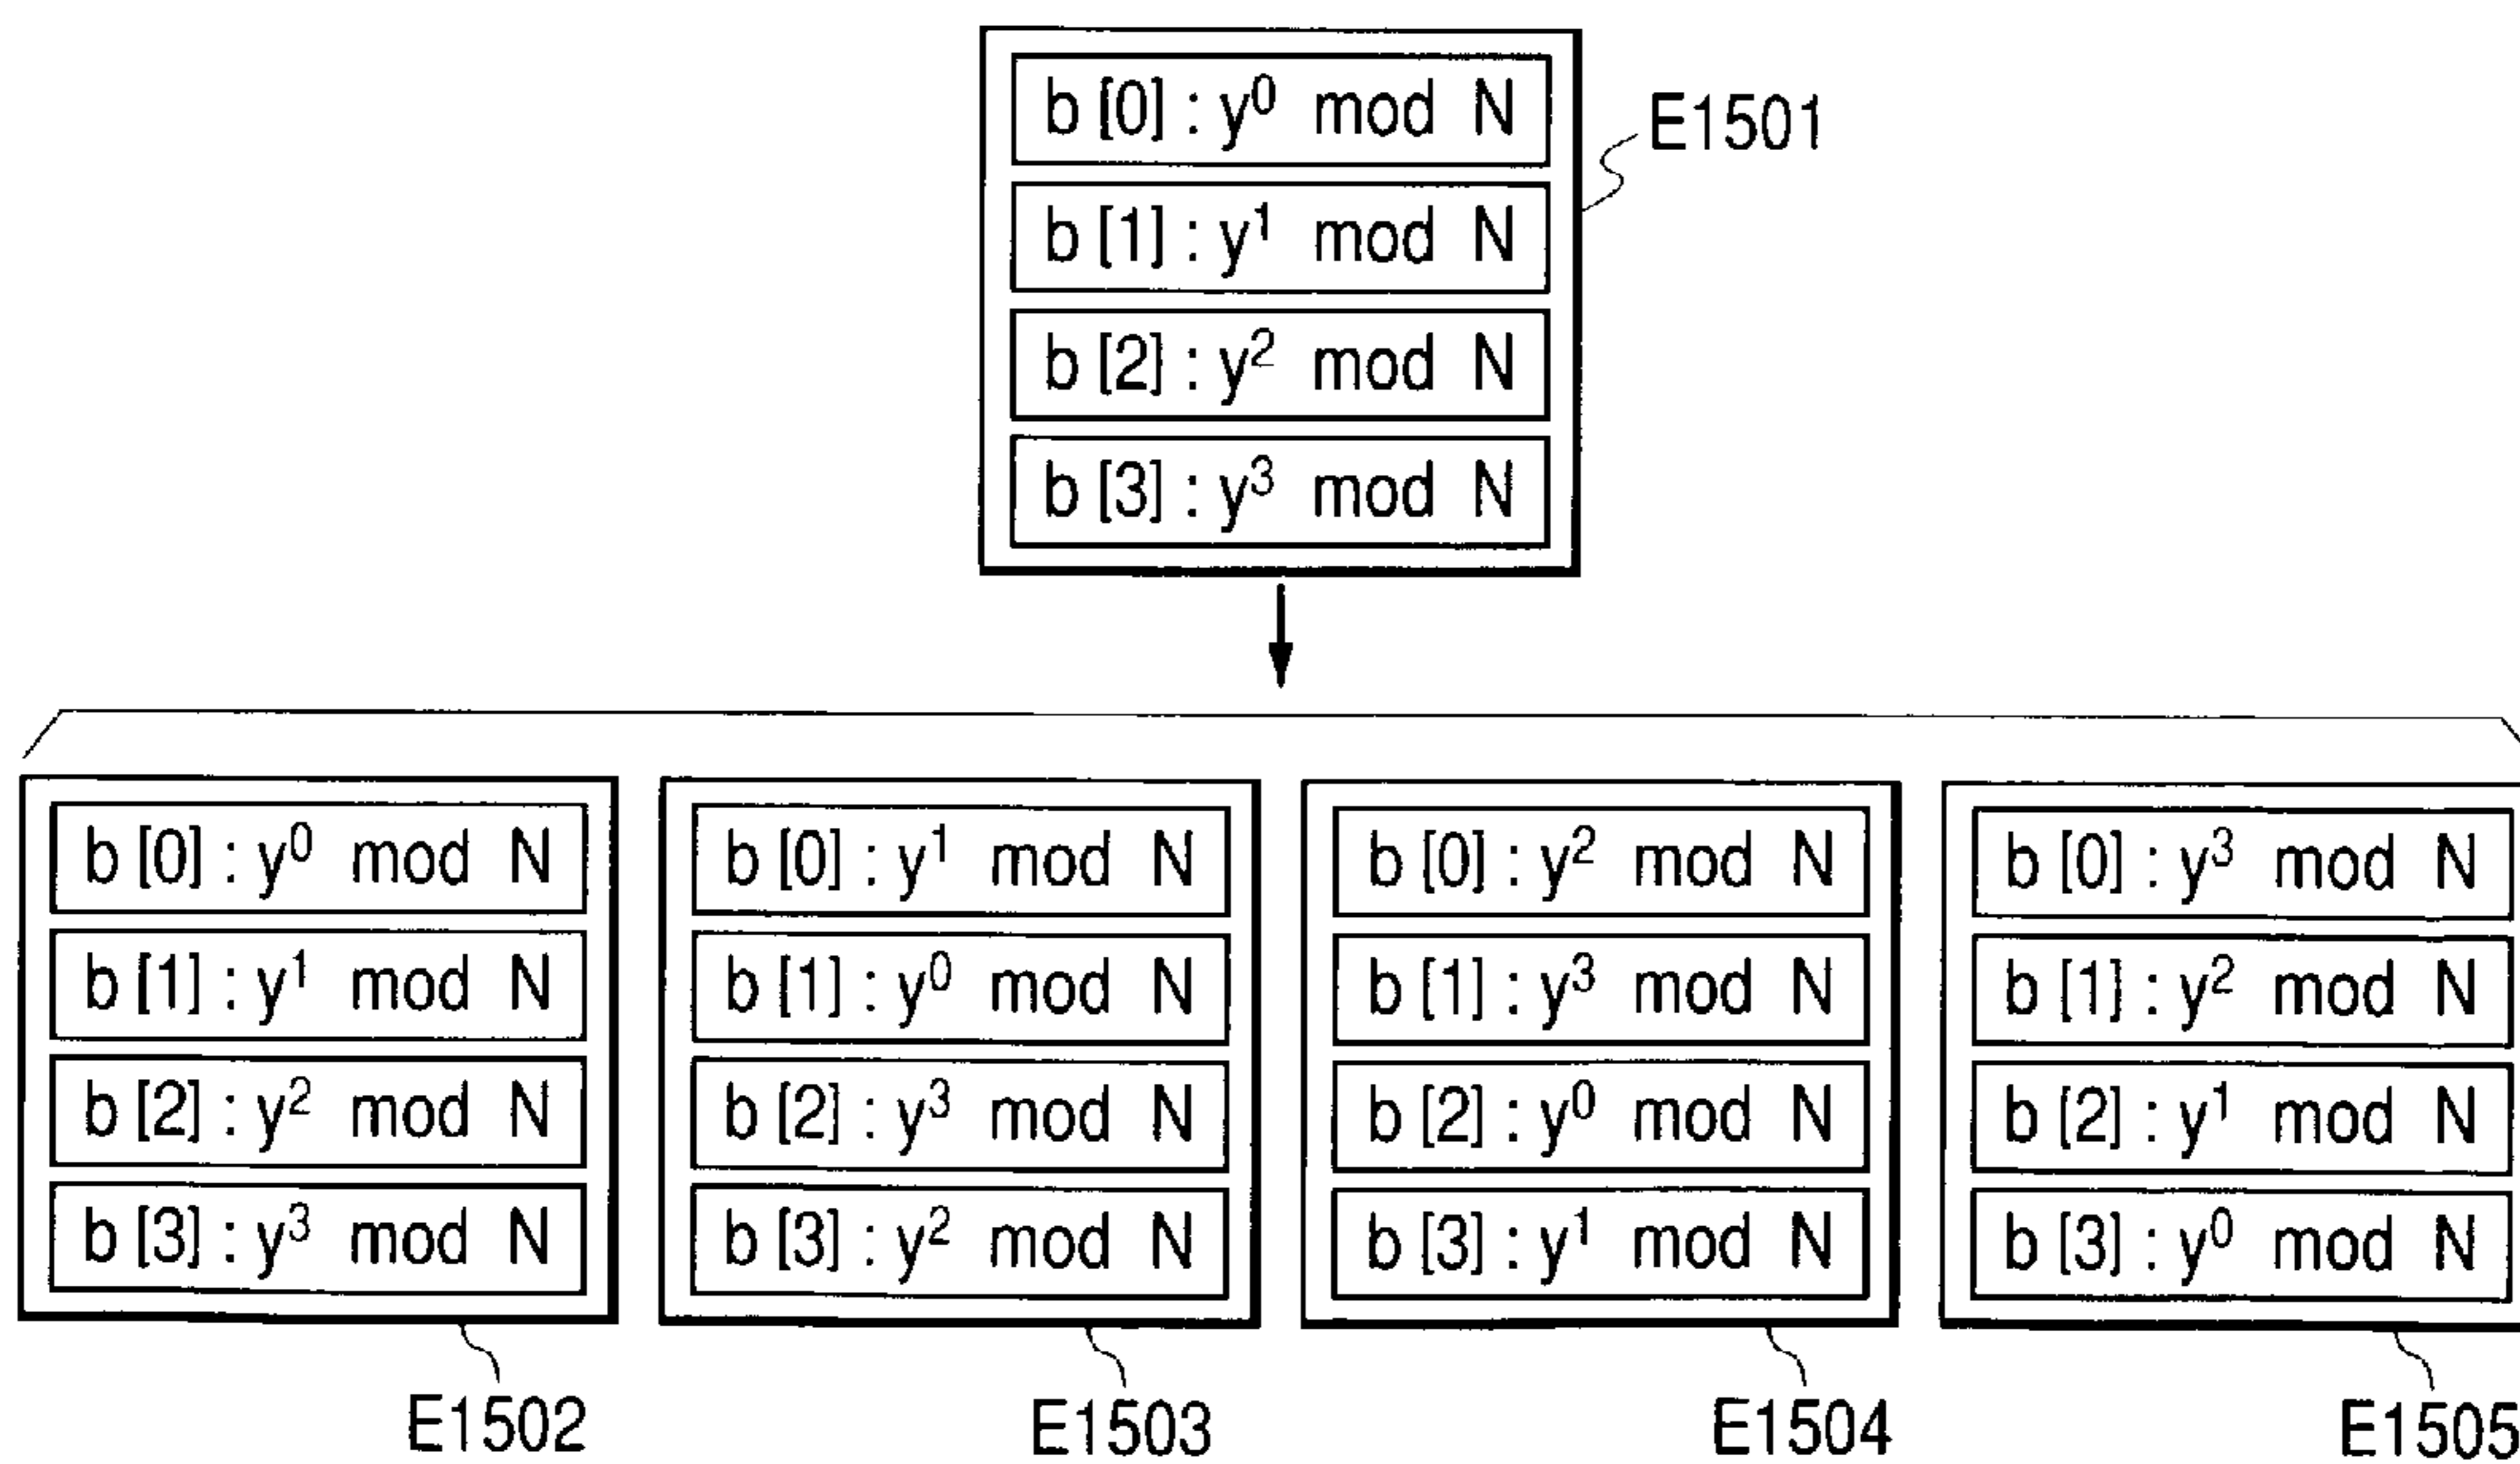 b [0] : y⁰ mod N
E1501
b [1] : y¹ mod N
b [2] : y² mod N
b [3] : y³ mod N
b [0] : y⁰ mod N
b [1] : y¹ mod N
b [2] : y² mod N
b [3] : y³ mod N
E1502
b [0] : y¹ mod N
b [1] : y⁰ mod N
b [2] : y³ mod N
b [3] : y² mod N
E1503
b [0] : y² mod N
b [1] : y³ mod N
b [2] : y⁰ mod N
b [3] : y¹ mod N
E1504
b [0] : y³ mod N
b [1] : y² mod N
b [2] : y¹ mod N
b [3] : y⁰ mod N
E1505